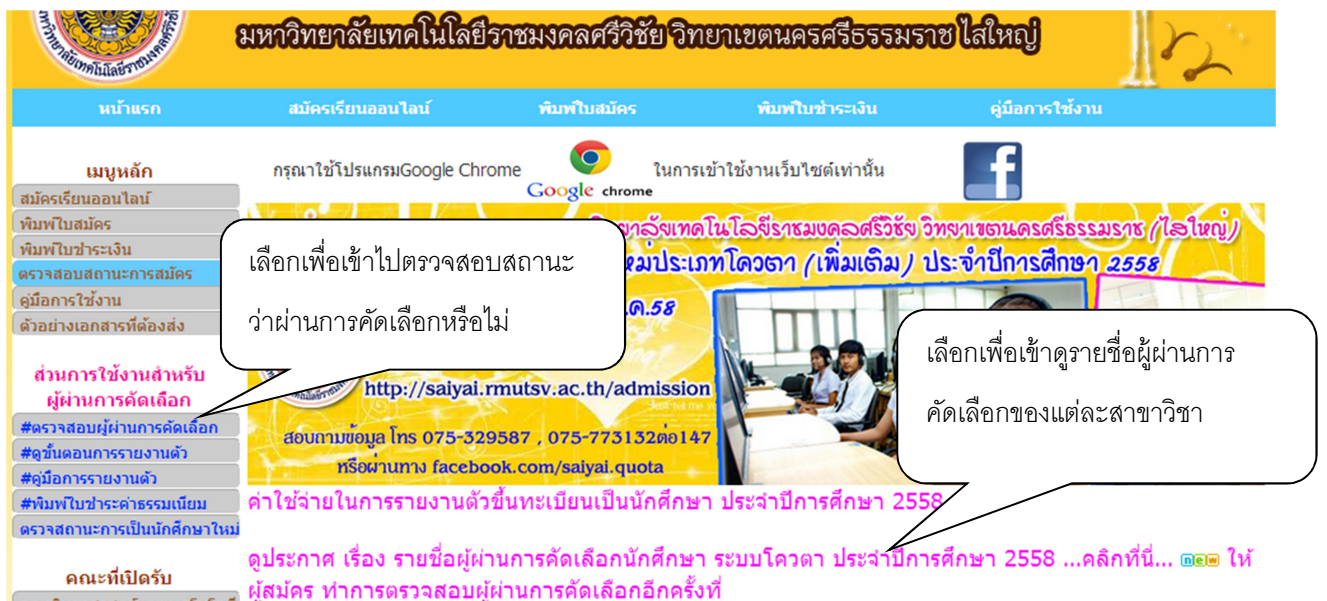 มหาวิทยาลัยเทคโนโลยีราชมงคลศรีวิชัย วิทยาเขตนครศรีธรรมราช ไสใหญ่
หน้าแรก สมัครเรียนออนไลน์ พิมพ์ใบสมัคร พิมพ์ใบชำระเงิน คู่มือการใช้งาน
เมนูหลัก
สมัครเรียนออนไลน์
พิมพ์ใบสมัคร
พิมพ์ใบชำระเงิน
ตรวจสอบสถานะการสมัคร
คู่มือการใช้งาน
ตัวอย่างเอกสารที่ต้องส่ง
ส่วนการใช้งานสำหรับ
ผู้ผ่านการคัดเลือก
#ตรวจสอบผู้ผ่านการคัดเลือก
#ดูขั้นตอนการรายงานตัว
#คู่มือการรายงานตัว
#พิมพ์ใบชำระค่าธรรมเนียม
ตรวจสถานะการเป็นนักศึกษาใหม่
คณะที่เปิดรับ
กรุณาใช้โปรแกรมGoogle Chrome
Google chrome
ในการเข้าใช้งานเว็บไซต์เท่านั้น
f
ยาลัยเทคโนโลยีราชมงคลศรีวิชัย วิทยาเขตนครศรีธรรมราช (ไสใหญ่)
ใหม่ประเภทโควตา (เพิ่มเติม) ประจำปีการศึกษา 2558
.ค.58
เลือกเพื่อเข้าไปตรวจสอบสถานะ
ว่าผ่านการคัดเลือกหรือไม่
เลือกเพื่อเข้าดูรายชื่อผู้ผ่านการ
คัดเลือกของแต่ละสาขาวิชา
http://saiyai.rmutsv.ac.th/admission
สอบถามข้อมูล โทร 075-329587 , 075-773132ต่อ147
หรือผ่านทาง facebook.com/saiyai.quota
ค่าใช้จ่ายในการรายงานตัวขึ้นทะเบียนเป็นนักศึกษา ประจำปีการศึกษา 2558
ดูประกาศ เรื่อง รายชื่อผู้ผ่านการคัดเลือกนักศึกษา ระบบโควตา ประจำปีการศึกษา 2558 ...คลิกที่นี่... new ให้
ผู้สมัคร ทำการตรวจสอบผู้ผ่านการคัดเลือกอีกครั้งที่